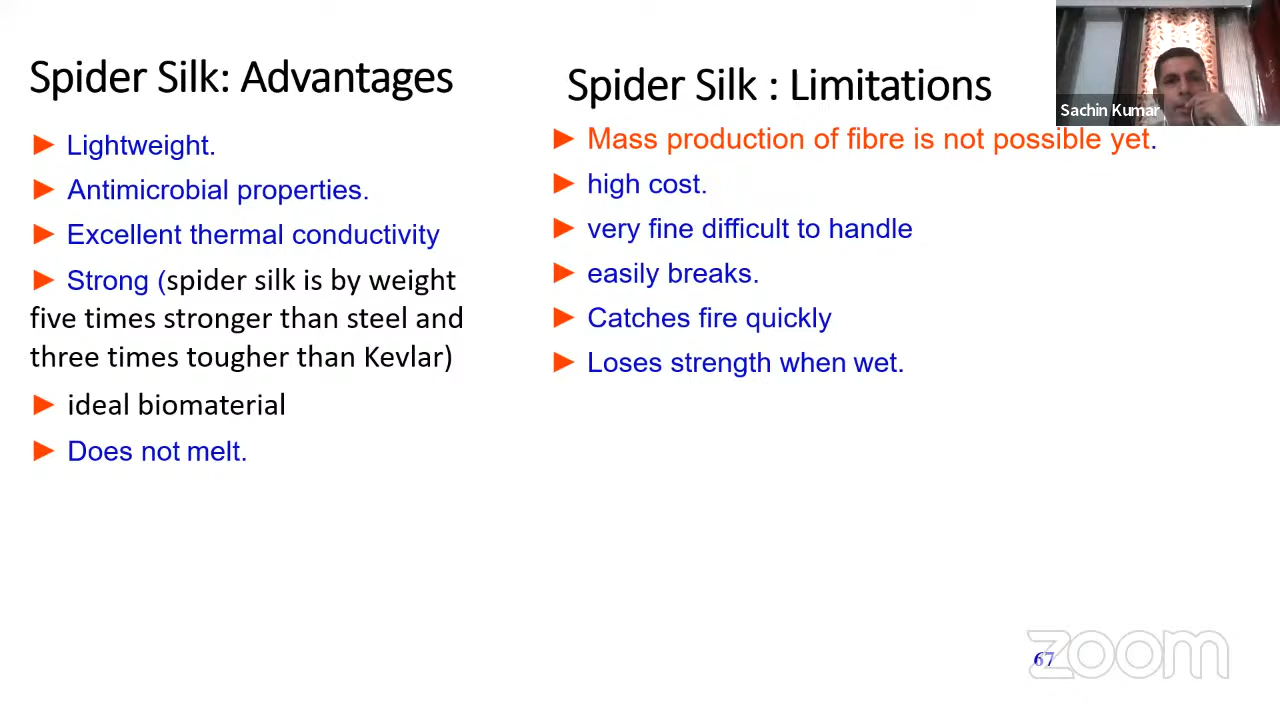 Spider Silk: Advantages
► Lightweight.
► Antimicrobial properties.
► Excellent thermal conductivity
► Strong (spider silk is by weight
five times stronger than steel and
three times tougher than Kevlar)
► ideal biomaterial
► Does not melt.
Spider Silk : Limitations
► Mass production of fibre is not possible yet.
► high cost.
► very fine difficult to handle
► easily breaks.
► Catches fire quickly
► Loses strength when wet.
Sachin Kumar
67
zoom